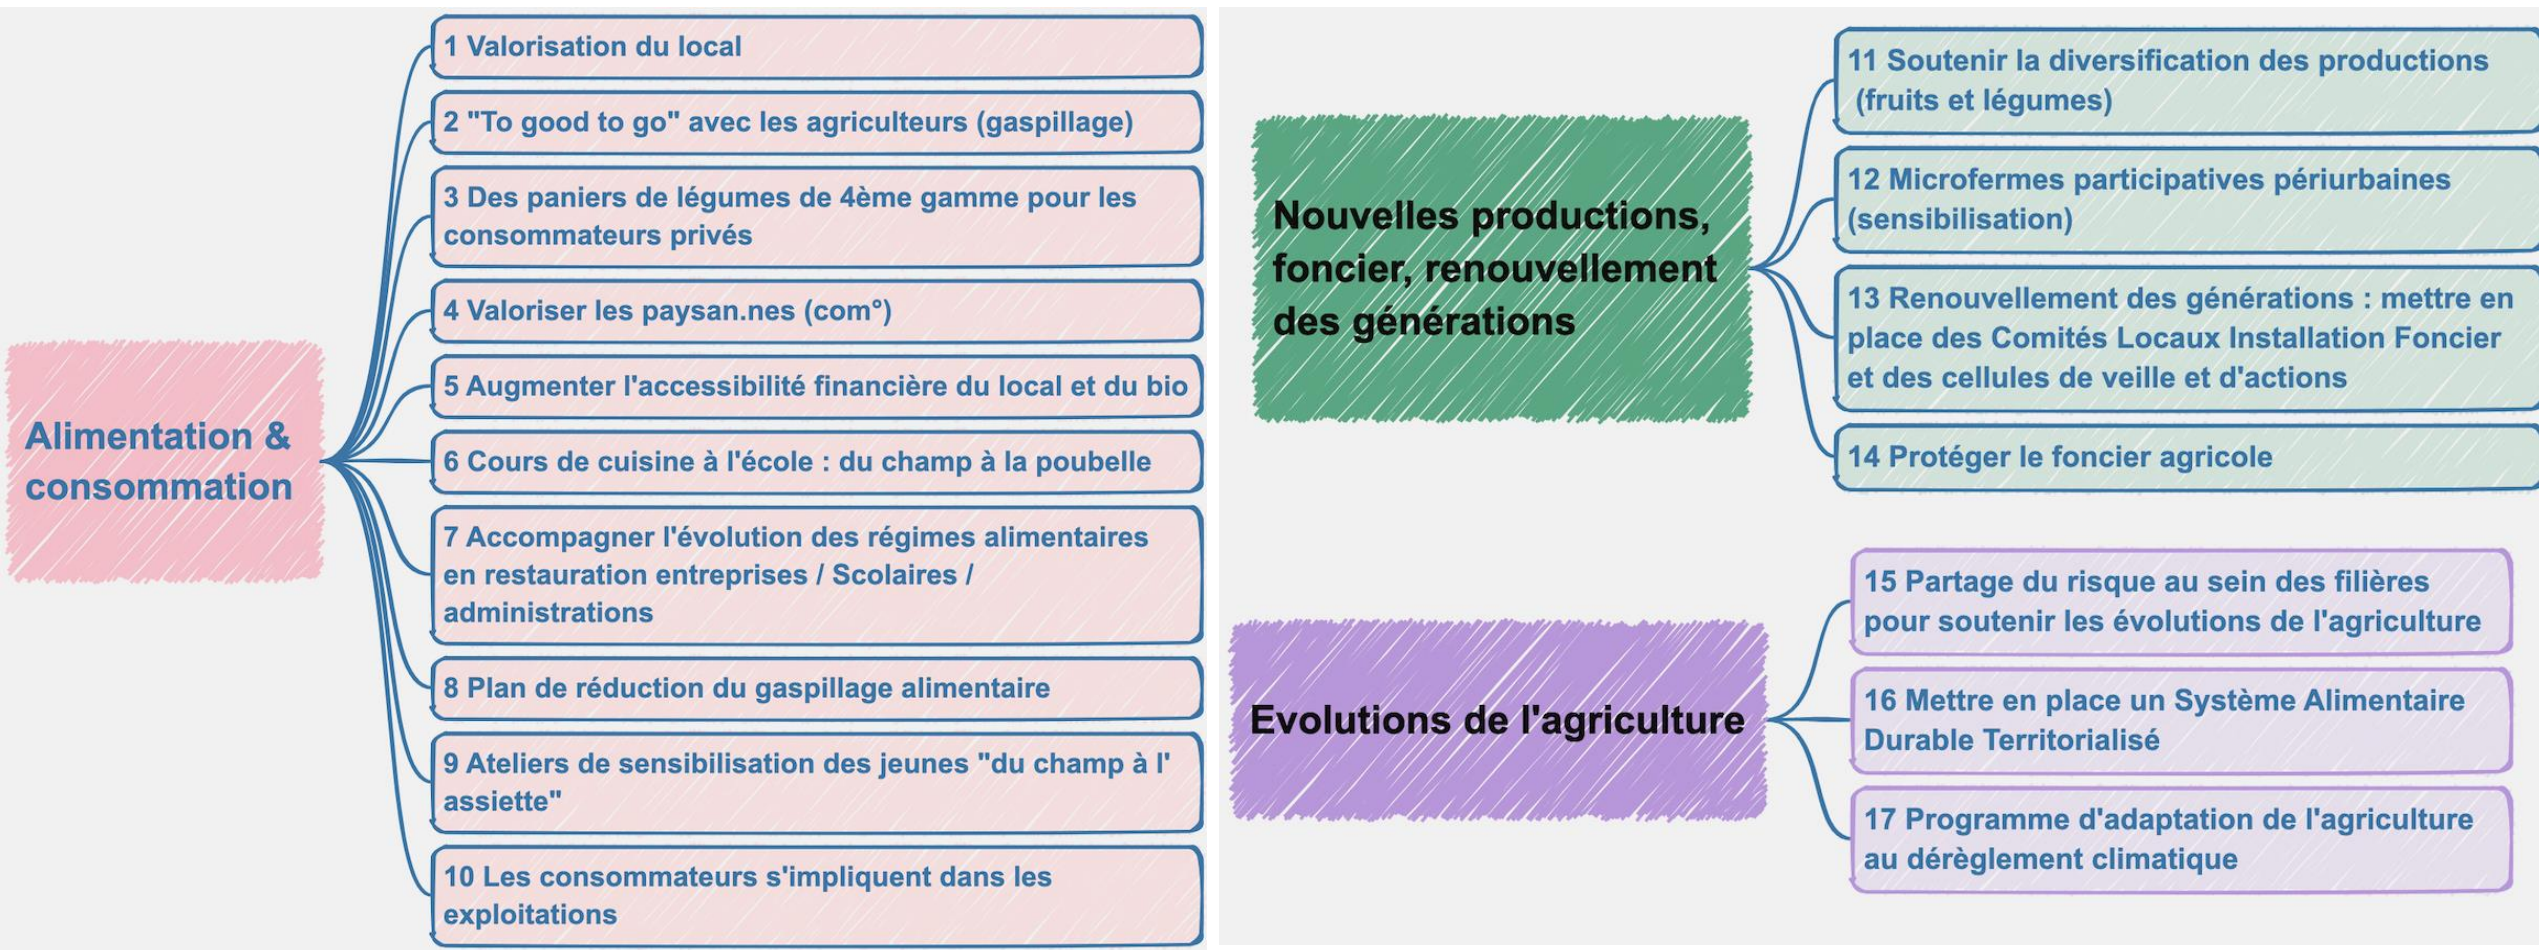 Alimentation &
consommation
1 Valorisation du local
2 "To good to go" avec les agriculteurs (gaspillage)
3 Des paniers de légumes de 4ème gamme pour les
consommateurs privés
4 Valoriser les paysan.nes (com°)
5 Augmenter l'accessibilité financière du local et du bio
6 Cours de cuisine à l'école : du champ à la poubelle
7 Accompagner l'évolution des régimes alimentaires
en restauration entreprises / Scolaires /
administrations
8 Plan de réduction du gaspillage alimentaire
9 Ateliers de sensibilisation des jeunes "du champ à l'
assiette"
10 Les consommateurs s'impliquent dans les
exploitations
Nouvelles productions,
foncier, renouvellement
des générations
11 Soutenir la diversification des productions
(fruits et légumes)
12 Microfermes participatives périurbaines
(sensibilisation)
13 Renouvellement des générations : mettre en
place des Comités Locaux Installation Foncier
et des cellules de veille et d'actions
14 Protéger le foncier agricole
Evolutions de l'agriculture
15 Partage du risque au sein des filières
pour soutenir les évolutions de l'agriculture
16 Mettre en place un Système Alimentaire
Durable Territorialisé
17 Programme d'adaptation de l'agriculture
au dérèglement climatique